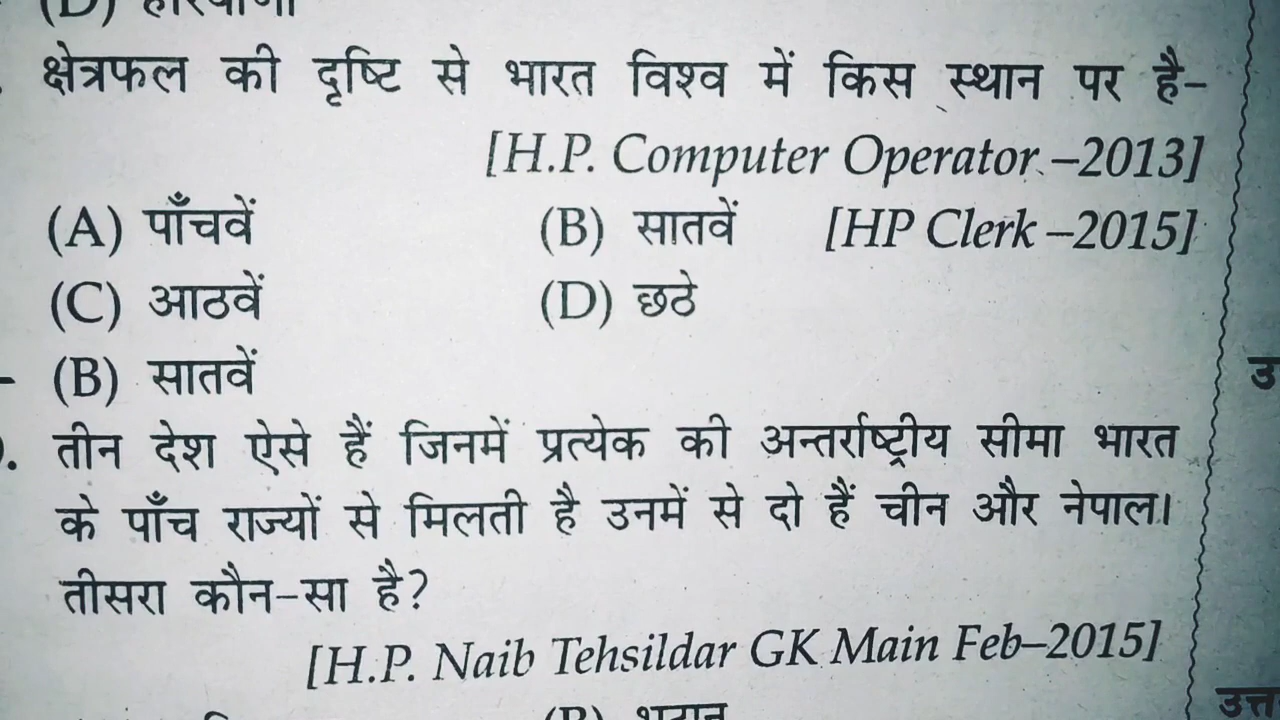 (D) हरियाणा
क्षेत्रफल की दृष्टि से भारत विश्व में किस स्थान पर है–
[H.P. Computer Operator –2013]
(A) पाँचवें (B) सातवें [HP Clerk –2015]
(C) आठवें (D) छठे
– (B) सातवें
. तीन देश ऐसे हैं जिनमें प्रत्येक की अन्तर्राष्ट्रीय सीमा भारत
के पाँच राज्यों से मिलती है उनमें से दो हैं चीन और नेपाल।
तीसरा कौन–सा है?
[H.P. Naib Tehsildar GK Main Feb–2015]
(B) भूटान